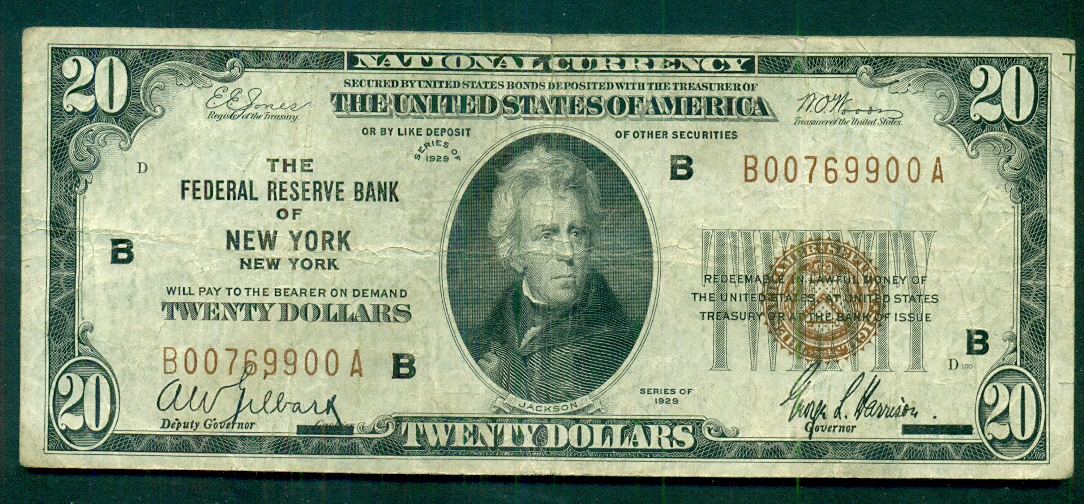 NATIONAL CURRENCY
20
20
SECURED BY UNITED STATES BONDS DEPOSITED WITH THE TREASURER OF
THE UNITED STATES OF AMERICA
E.E. Jones
Register of the Treasury.
W.O. Woods
Treasurer of the United States.
OR BY LIKE DEPOSIT
OF OTHER SECURITIES
SERIES OF
1929
D
THE
FEDERAL RESERVE BANK
OF
NEW YORK
NEW YORK
B
B00769900A
B
WILL PAY TO THE BEARER ON DEMAND
TWENTY DOLLARS
TWENTY
REDEEMABLE IN LAWFUL MONEY OF
THE UNITED STATES AT UNITED STATES
TREASURY OR AT THE BANK OF ISSUE
B00769900A
B
B
D100
Deputy Governor
JACKSON
SERIES OF
1929
George L. Harrison.
Governor
20
TWENTY DOLLARS
20